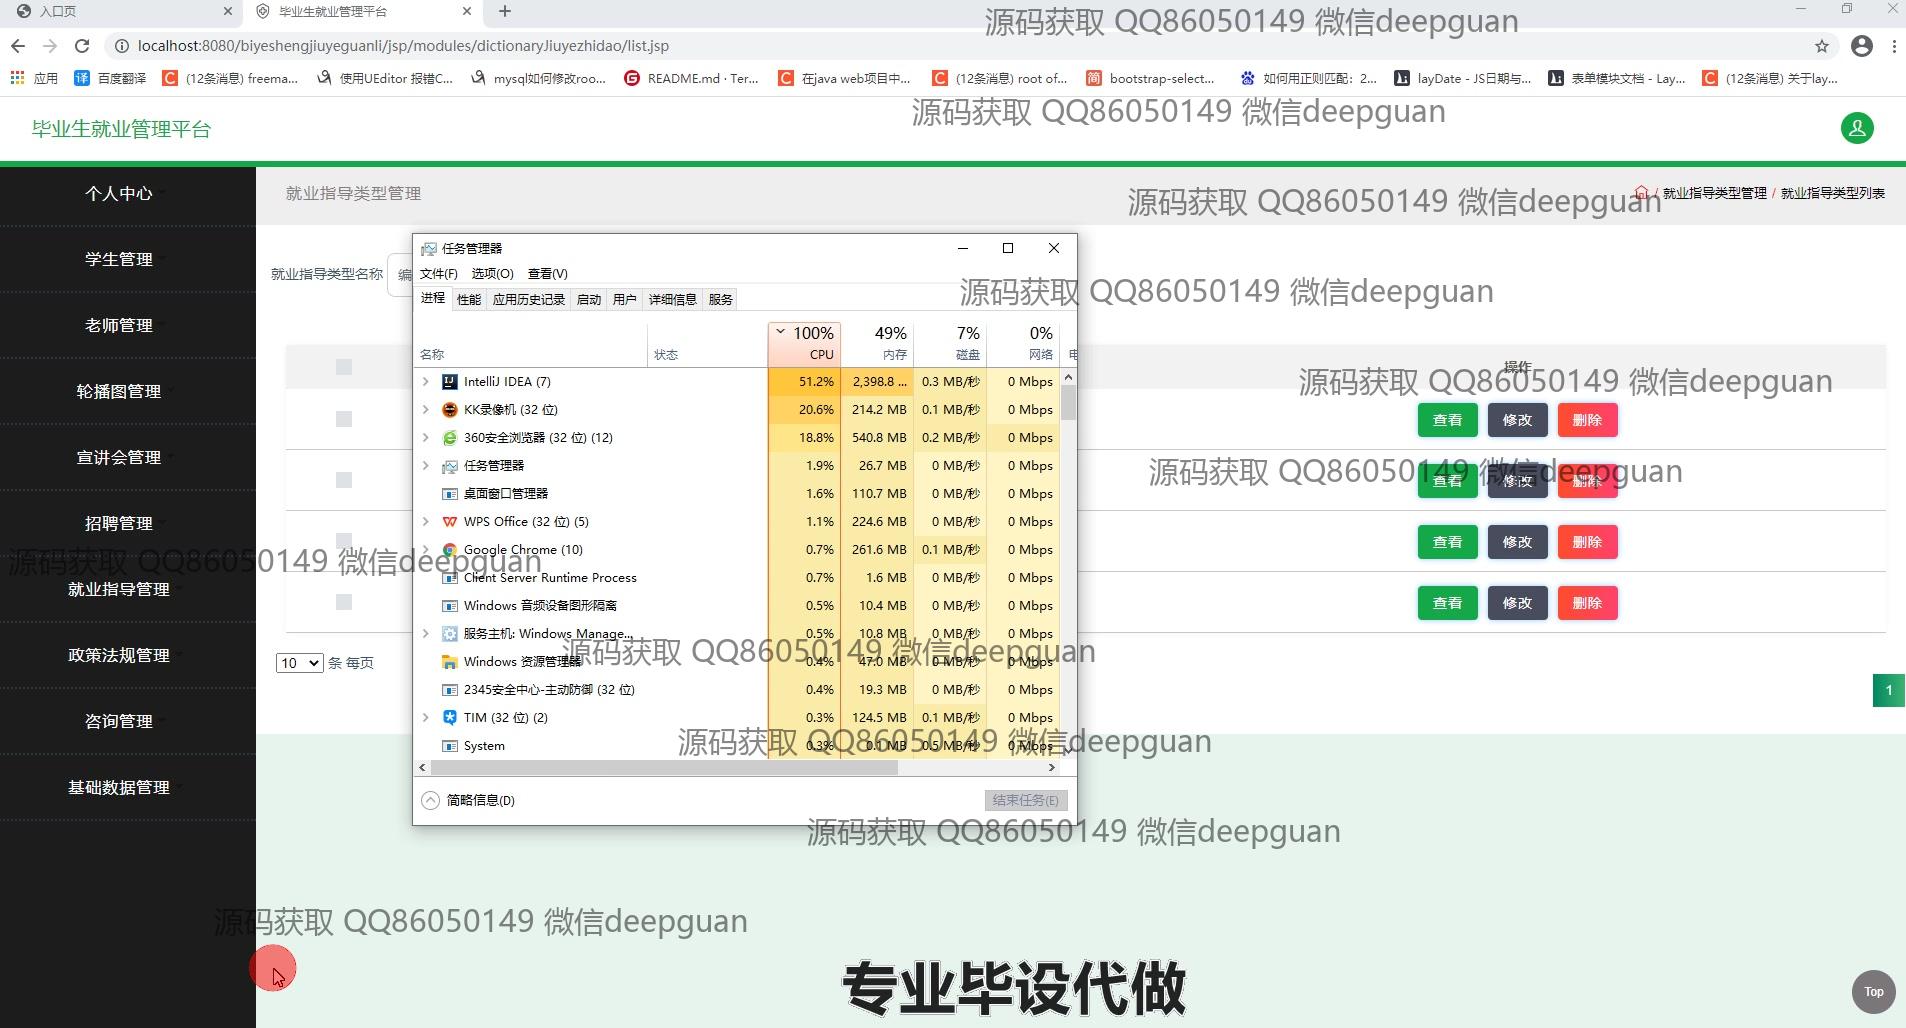 入口页
毕业生就业管理平台
localhost:8080/biyeshengjiuyeguanli/jsp/modules/dictionaryJiuyezhidao/list.jsp
应用 百度翻译 (12条消息) freema... 使用UEditor 报错C... mysql如何修改roo... README.md · Ter... 在java web项目中... (12条消息) root of... bootstrap-select... 如何用正则匹配：2... layDate - JS日期与... 表单模块文档 - Lay... (12条消息) 关于lay...
源码获取 QQ86050149 微信deepguan
源码获取 QQ86050149 微信deepguan
毕业生就业管理平台
个人中心
学生管理
老师管理
轮播图管理
宣讲会管理
招聘管理
就业指导管理
政策法规管理
咨询管理
基础数据管理
就业指导类型管理
/ 就业指导类型管理 / 就业指导类型列表
源码获取 QQ86050149 微信deepguan
就业指导类型名称 编
任务管理器
文件(F) 选项(O) 查看(V)
进程 性能 应用历史记录 启动 用户 详细信息 服务
源码获取 QQ86050149 微信deepguan
100% 49% 7% 0%
名称 状态 CPU 内存 磁盘 网络 电
IntelliJ IDEA (7) 51.2% 2,398.8 ... 0.3 MB/秒 0 Mbps
KK录像机 (32 位) 20.6% 214.2 MB 0.1 MB/秒 0 Mbps
360安全浏览器 (32 位) (12) 18.8% 540.8 MB 0.2 MB/秒 0 Mbps
任务管理器 1.9% 26.7 MB 0 MB/秒 0 Mbps
桌面窗口管理器 1.6% 110.7 MB 0 MB/秒 0 Mbps
WPS Office (32 位) (5) 1.1% 224.6 MB 0 MB/秒 0 Mbps
Google Chrome (10) 0.7% 261.6 MB 0.1 MB/秒 0 Mbps
Client Server Runtime Process 0.7% 1.6 MB 0 MB/秒 0 Mbps
Windows 音频设备图形隔离 0.5% 10.4 MB 0 MB/秒 0 Mbps
服务主机: Windows Manage... 0.5% 10.8 MB 0 MB/秒 0 Mbps
Windows 资源管理器 0.4% 47.0 MB 0 MB/秒 0 Mbps
2345安全中心-主动防御 (32 位) 0.4% 19.3 MB 0 MB/秒 0 Mbps
TIM (32 位) (2) 0.3% 124.5 MB 0.1 MB/秒 0 Mbps
System 0.3% 0.1 MB 0.5 MB/秒 0 Mbps
简略信息(D) 结束任务(E)
操作
源码获取 QQ86050149 微信deepguan
查看 修改 删除
源码获取 QQ86050149 微信deepguan
查看 修改 删除
查看 修改 删除
查看 修改 删除
源码获取 QQ86050149 微信deepguan
10 条 每页
1
源码获取 QQ86050149 微信deepguan
源码获取 QQ86050149 微信deepguan
源码获取 QQ86050149 微信deepguan
源码获取 QQ86050149 微信deepguan
专业毕设代做
Top